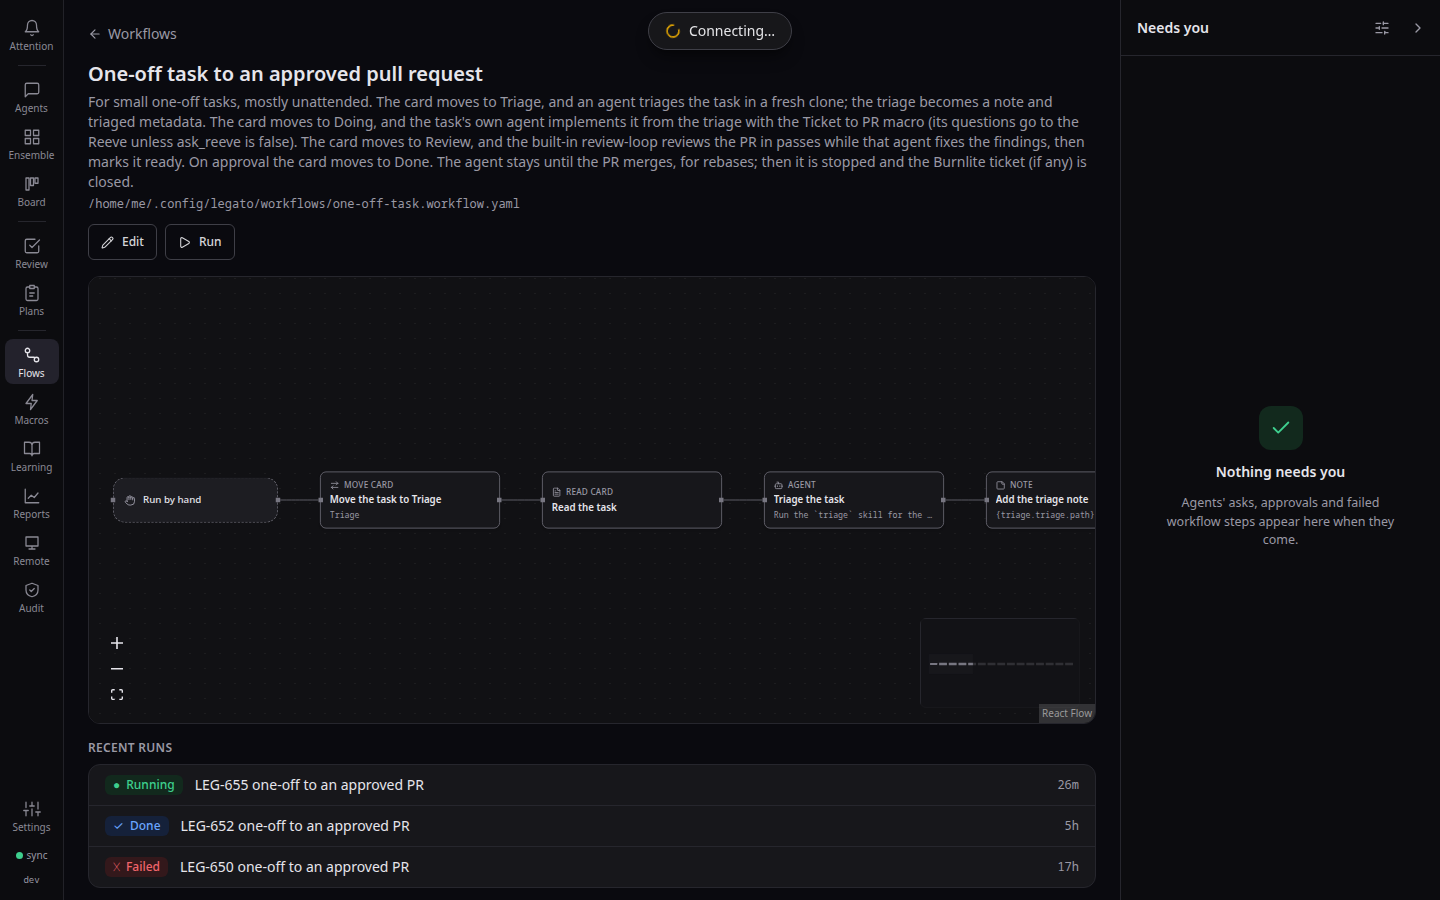 Attention
Agents
Ensemble
Board
Review
Plans
Flows
Macros
Learning
Reports
Remote
Audit
Settings
sync
dev
Workflows
Connecting...
One-off task to an approved pull request
For small one-off tasks, mostly unattended. The card moves to Triage, and an agent triages the task in a fresh clone; the triage becomes a note and
triaged metadata. The card moves to Doing, and the task's own agent implements it from the triage with the Ticket to PR macro (its questions go to the
Reeve unless ask_reeve is false). The card moves to Review, and the built-in review-loop reviews the PR in passes while that agent fixes the findings, then
marks it ready. On approval the card moves to Done. The agent stays until the PR merges, for rebases; then it is stopped and the Burnlite ticket (if any) is
closed.
/home/me/.config/legato/workflows/one-off-task.workflow.yaml
Edit
Run
Run by hand
MOVE CARD
Move the task to Triage
Triage
READ CARD
Read the task
AGENT
Triage the task
Run the `triage` skill for the …
NOTE
Add the triage note
{triage.triage.path}
React Flow
RECENT RUNS
Running LEG-655 one-off to an approved PR 26m
Done LEG-652 one-off to an approved PR 5h
Failed LEG-650 one-off to an approved PR 17h
Needs you
Nothing needs you
Agents' asks, approvals and failed
workflow steps appear here when they
come.